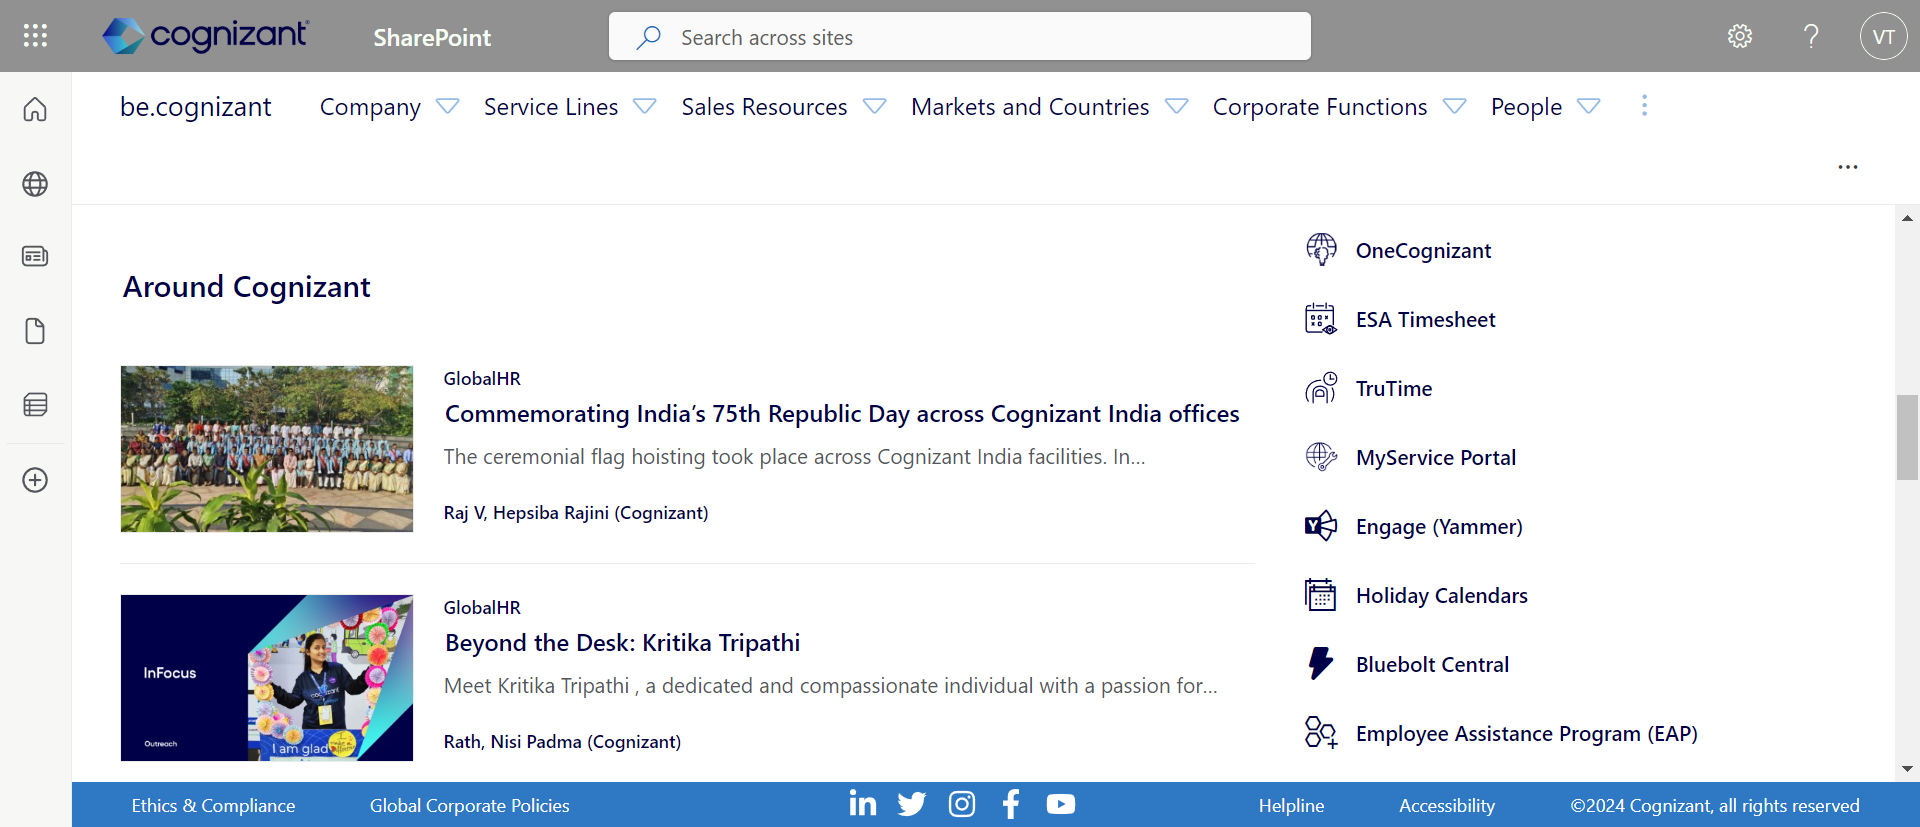 cognizant
SharePoint
Search across sites
VT
be.cognizant
Company
Service Lines
Sales Resources
Markets and Countries
Corporate Functions
People
Around Cognizant
GlobalHR
Commemorating India’s 75th Republic Day across Cognizant India offices
The ceremonial flag hoisting took place across Cognizant India facilities. In...
Raj V, Hepsiba Rajini (Cognizant)
InFocus
Outreach
cognizant
I am glad
GlobalHR
Beyond the Desk: Kritika Tripathi
Meet Kritika Tripathi , a dedicated and compassionate individual with a passion for...
Rath, Nisi Padma (Cognizant)
OneCognizant
ESA Timesheet
TruTime
MyService Portal
Y
Engage (Yammer)
Holiday Calendars
Bluebolt Central
Employee Assistance Program (EAP)
Ethics & Compliance
Global Corporate Policies
Helpline
Accessibility
©2024 Cognizant, all rights reserved